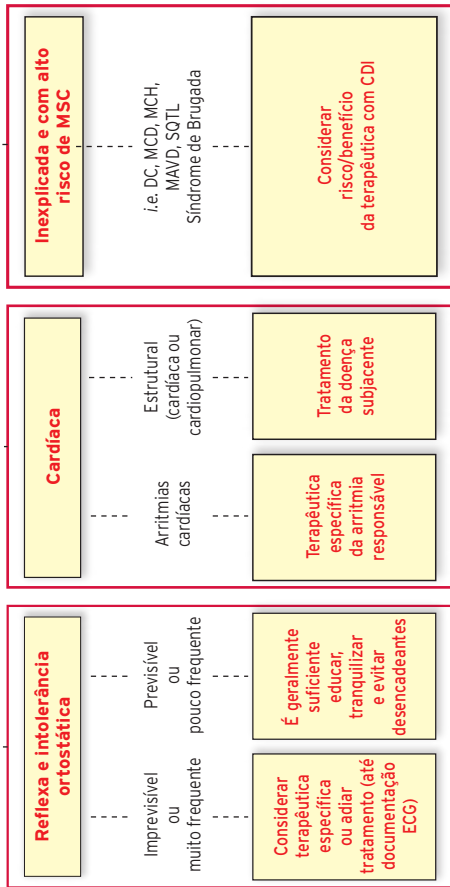 Reflexa e intolerância
ortostática
Imprevisível
ou
muito frequente
Considerar
terapêutica
específica
ou adiar
tratamento (até
documentação
ECG)
Previsível
ou
pouco frequente
É geralmente
suficiente
educar,
tranquilizar
e evitar
desencadeantes
Cardíaca
Arritmias
cardíacas
Terapêutica
específica
da arritmia
responsável
Estrutural
(cardíaca ou
cardiopulmonar)
Tratamento
da doença
subjacente
Inexplicada e com alto
risco de MSC
i.e. DC, MCD, MCH,
MAVD, SQTL
Síndrome de Brugada
Considerar
risco/benefício
da terapêutica com CDI